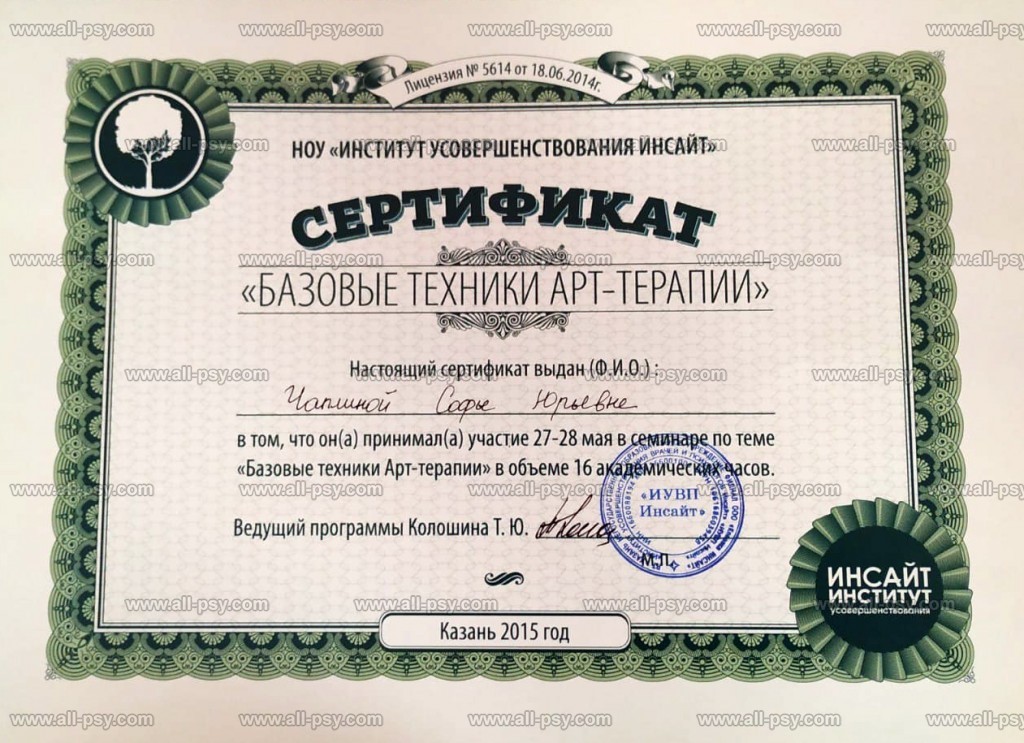 Лицензия № 5614 от 18.06.2014г.
НОУ «ИНСТИТУТ УСОВЕРШЕНСТВОВАНИЯ ИНСАЙТ»
СЕРТИФИКАТ
«БАЗОВЫЕ ТЕХНИКИ АРТ-ТЕРАПИИ»
Настоящий сертификат выдан (Ф.И.О.) :
Чаплиной Софье Юрьевне
в том, что он(а) принимал(а) участие 27-28 мая в семинаре по теме
«Базовые техники Арт-терапии» в объеме 16 академических часов.
Ведущий программы Колошина Т. Ю.
«ИУВП
Инсайт»
М.П.
ИНСАЙТ
ИНСТИТУТ
усовершенствования
Казань 2015 год
www.all-psy.com